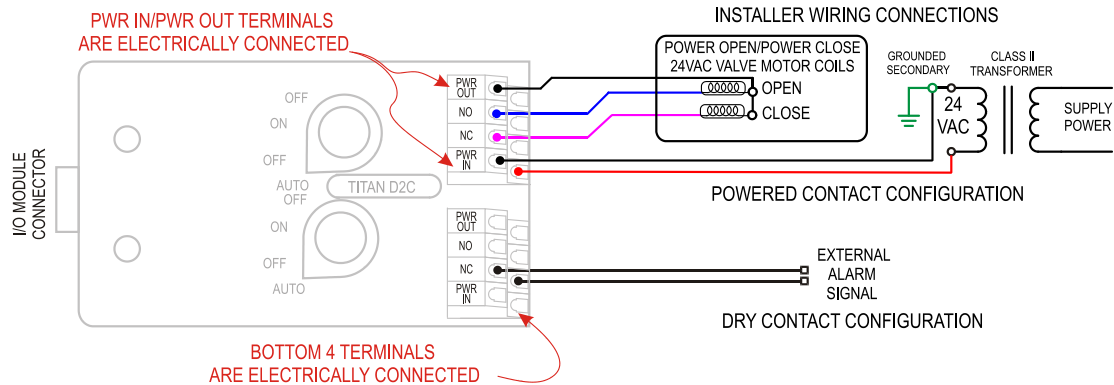 PWR IN/PWR OUT TERMINALS
ARE ELECTRICALLY CONNECTED
INSTALLER WIRING CONNECTIONS
POWER OPEN/POWER CLOSE
24VAC VALVE MOTOR COILS
OPEN
CLOSE
GROUNDED
SECONDARY
CLASS II
TRANSFORMER
24
VAC
SUPPLY
POWER
POWERED CONTACT CONFIGURATION
I/O MODULE
CONNECTOR
OFF
ON
OFF
AUTO
TITAN D2C
OFF
ON
OFF
AUTO
PWR
OUT
NO
NC
PWR
IN
PWR
OUT
NO
NC
PWR
IN
EXTERNAL
ALARM
SIGNAL
DRY CONTACT CONFIGURATION
BOTTOM 4 TERMINALS
ARE ELECTRICALLY CONNECTED